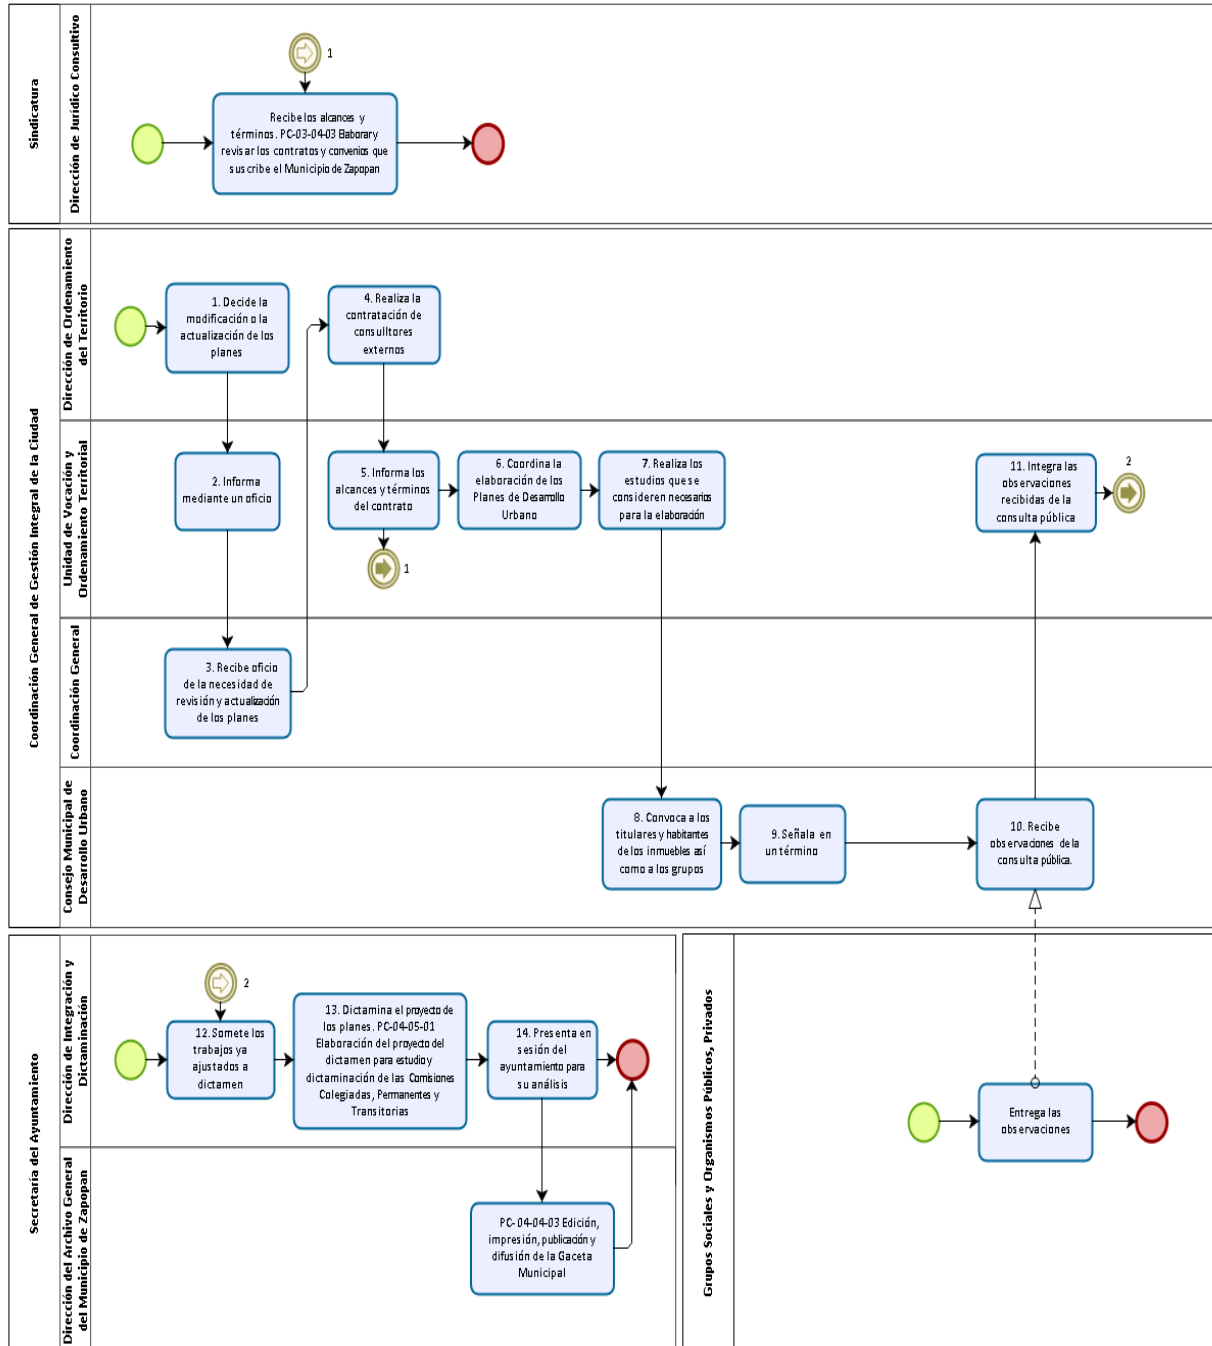 Sindicatura
Dirección de Jurídico Consultivo
1
Recibe los alcances y
términos. PC-03-04-03 Elaborar y
revisar los contratos y convenios que
suscribe el Municipio de Zapopan
Coordinación General de Gestión Integral de la Ciudad
Dirección de Ordenamiento
del Territorio
1. Decide la
modificación o la
actualización de los
planes
4. Realiza la
contratación de
consulltores
externos
Unidad de Vocación y
Ordenamiento Territorial
2. Informa
mediante un oficio
5. Informa los
alcances y términos
del contrato
1
6. Coordina la
elaboración de los
Planes de Desarrollo
Urbano
7. Realiza los
estudios que se
consideren necesarios
para la elaboración
11. Integra las
observaciones
recibidas de la
consulta pública
2
Coordinación General
3. Recibe oficio
de la necesidad de
revisión y actualización
de los planes
Consejo Municipal de
Desarrollo Urbano
8. Convoca a los
titulares y habitantes
de los inmuebles así
como a los grupos
9. Señala en
un término
10. Recibe
observaciones de la
consulta pública.
Secretaría del Ayuntamiento
Dirección de Integración y
Dictaminación
2
12. Somete los
trabajos ya
ajustados a
dictamen
13. Dictamina el proyecto de
los planes. PC-04-05-01
Elaboración del proyecto del
dictamen para estudio y
dictaminación de las Comisiones
Colegiadas, Permanentes y
Transitorias
14. Presenta en
sesión del
ayuntamiento para
su análisis
Dirección del Archivo General
del Municipio de Zapopan
PC- 04-04-03 Edición,
impresión, publicación y
difusión de la Gaceta
Municipal
Grupos Sociales y Organismos Públicos, Privados
Entrega las
observaciones